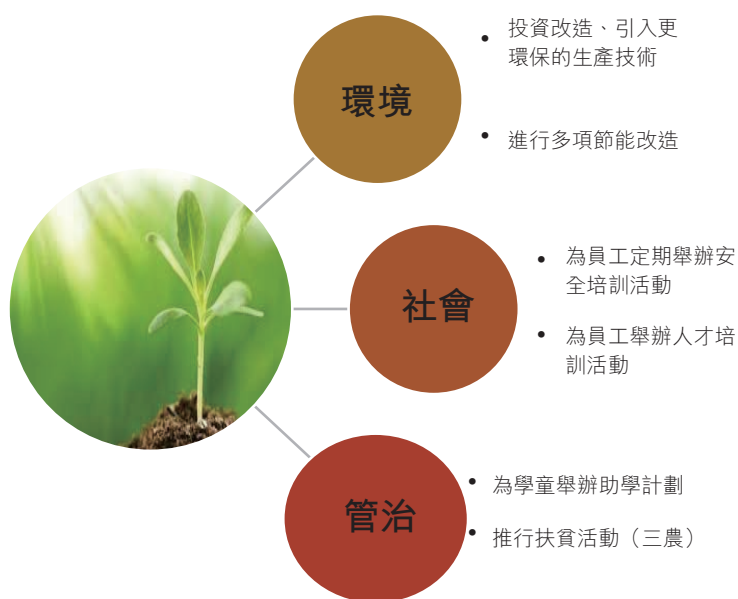 環境
• 投資改造、引入更
環保的生產技術
• 進行多項節能改造
社會
• 為員工定期舉辦安
全培訓活動
• 為員工舉辦人才培
訓活動
管治
• 為學童舉辦助學計劃
• 推行扶貧活動（三農）